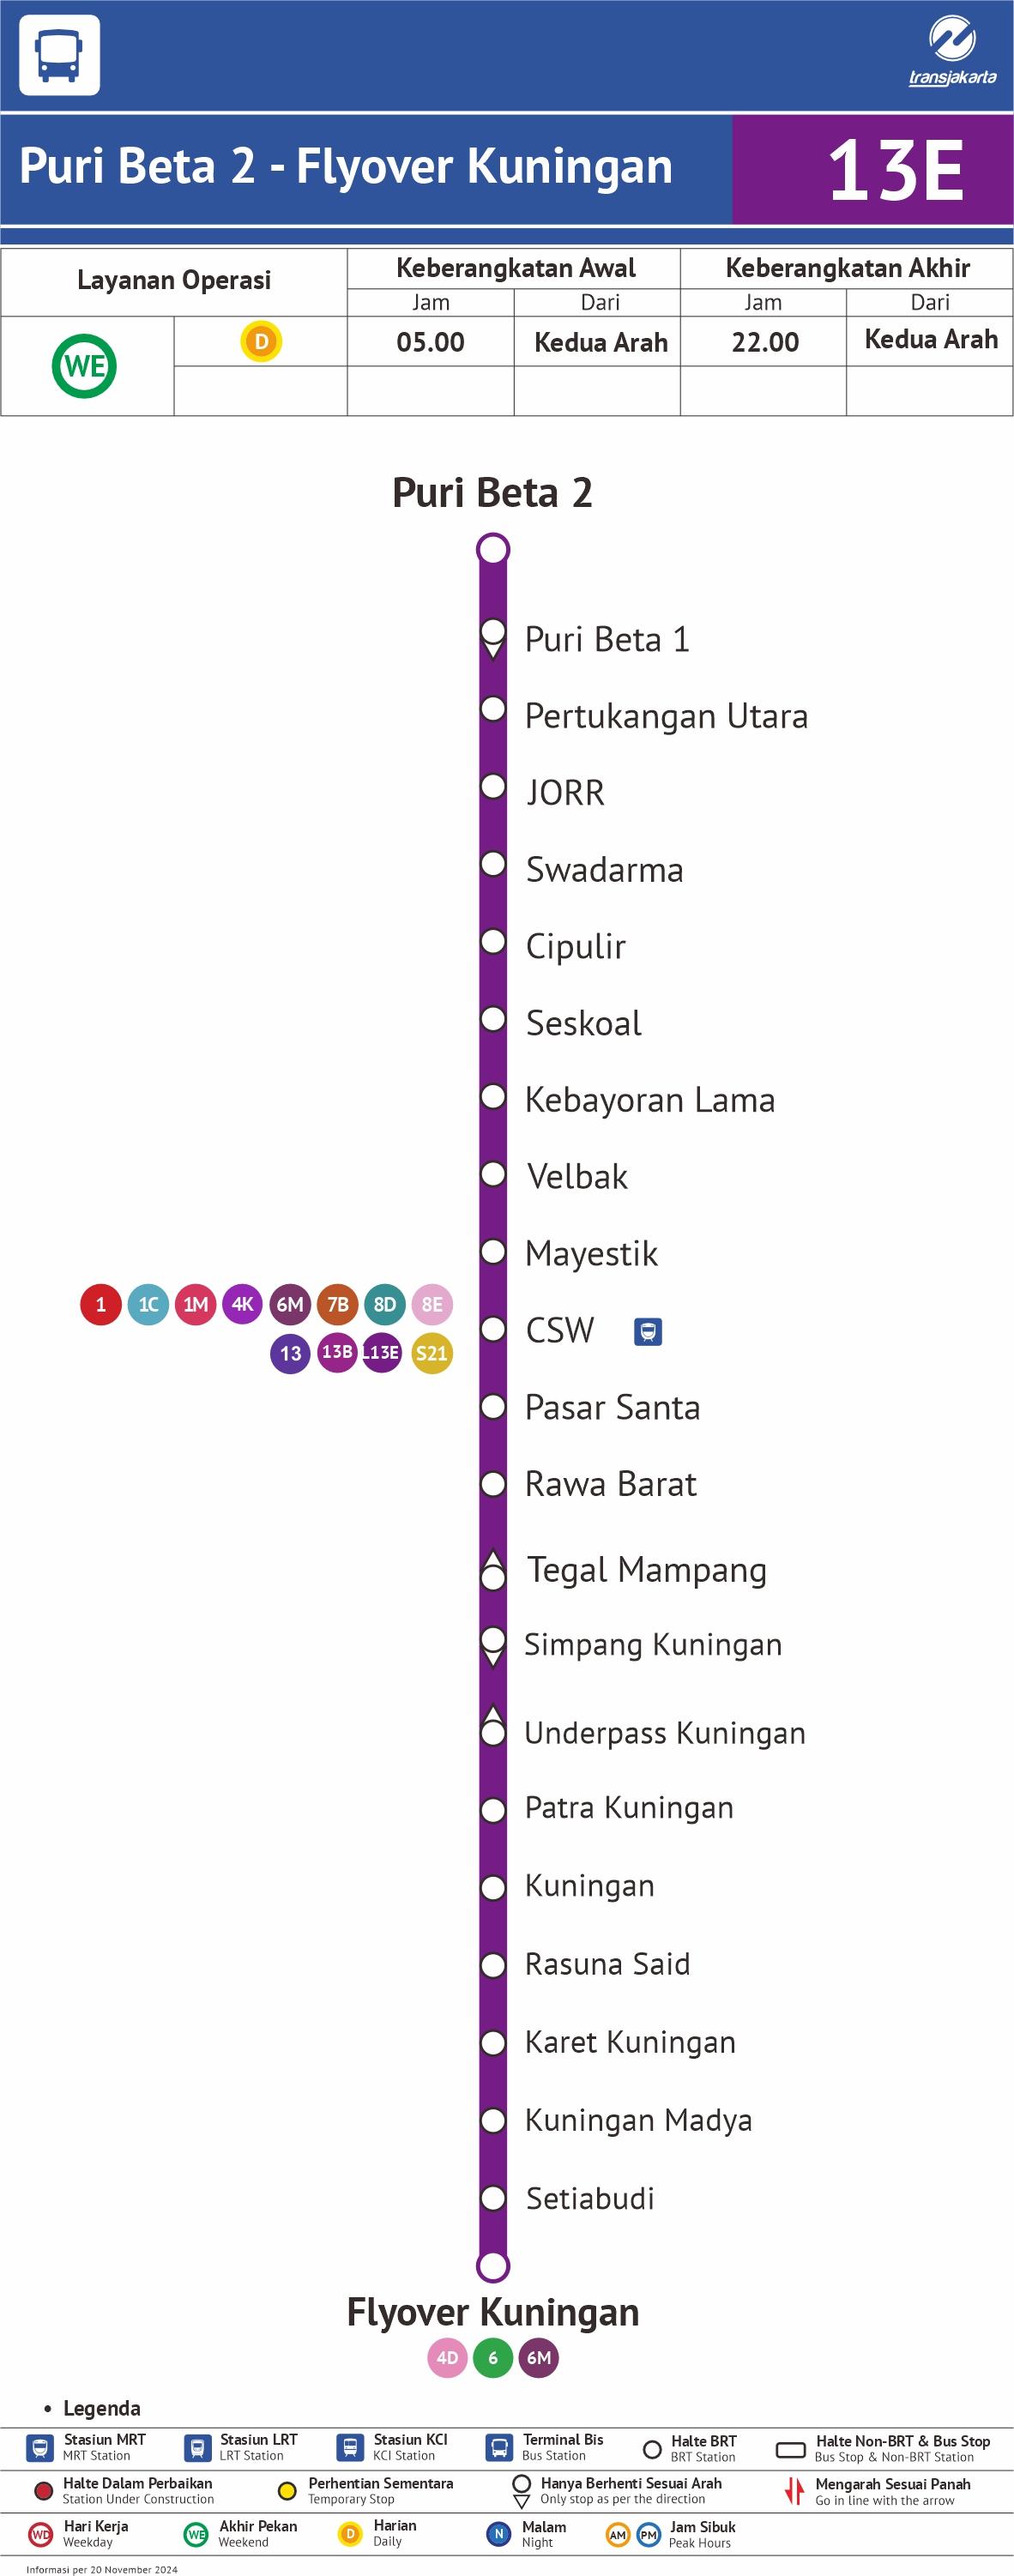 transjakarta
Puri Beta 2 - Flyover Kuningan
13E
Layanan Operasi
Keberangkatan Awal
Keberangkatan Akhir
Jam
Dari
Jam
Dari
WE
D
05.00
Kedua Arah
22.00
Kedua Arah
Puri Beta 2
Puri Beta 1
Pertukangan Utara
JORR
Swadarma
Cipulir
Seskoal
Kebayoran Lama
Velbak
Mayestik
1 1C 1M 4K 6M 7B 8D 8E
CSW
13 13B L13E S21
Pasar Santa
Rawa Barat
Tegal Mampang
Simpang Kuningan
Underpass Kuningan
Patra Kuningan
Kuningan
Rasuna Said
Karet Kuningan
Kuningan Madya
Setiabudi
Flyover Kuningan
4D 6 6M
• Legenda
Stasiun MRT
MRT Station
Stasiun LRT
LRT Station
Stasiun KCI
KCI Station
Terminal Bis
Bus Station
Halte BRT
BRT Station
Halte Non-BRT & Bus Stop
Bus Stop & Non-BRT Station
Halte Dalam Perbaikan
Station Under Construction
Perhentian Sementara
Temporary Stop
Hanya Berhenti Sesuai Arah
Only stop as per the direction
Mengarah Sesuai Panah
Go in line with the arrow
WD
Hari Kerja
Weekday
WE
Akhir Pekan
Weekend
D
Harian
Daily
N
Malam
Night
AM PM
Jam Sibuk
Peak Hours
Informasi per 20 November 2024